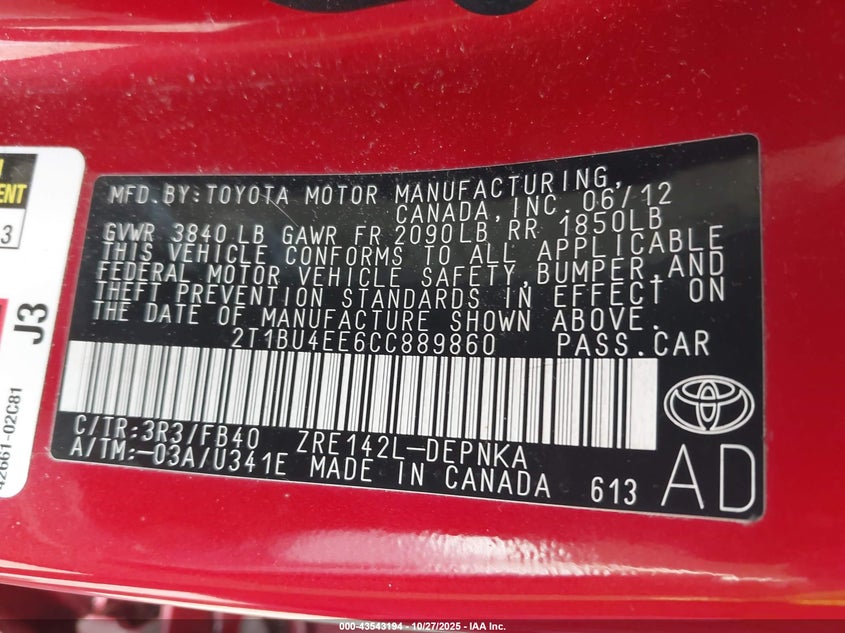 MFD.BY:TOYOTA MOTOR MANUFACTURING,
CANADA,INC. 06/12
GVWR 3840 LB GAWR FR 2090LB RR 1850LB
THIS VEHICLE CONFORMS TO ALL APPLICABLE
FEDERAL MOTOR VEHICLE SAFETY,BUMPER,AND
THEFT PREVENTION STANDARDS IN EFFECT ON
THE DATE OF MANUFACTURE SHOWN ABOVE.
2T1BU4EE6CC889860 PASS.CAR
C/TR:3R3/FB40 ZRE142L-DEPNKA
A/TM:-03A/U341E MADE IN CANADA 613
AD
J3
42661-02C81
000-43543194 - 10/27/2025 - IAA Inc.